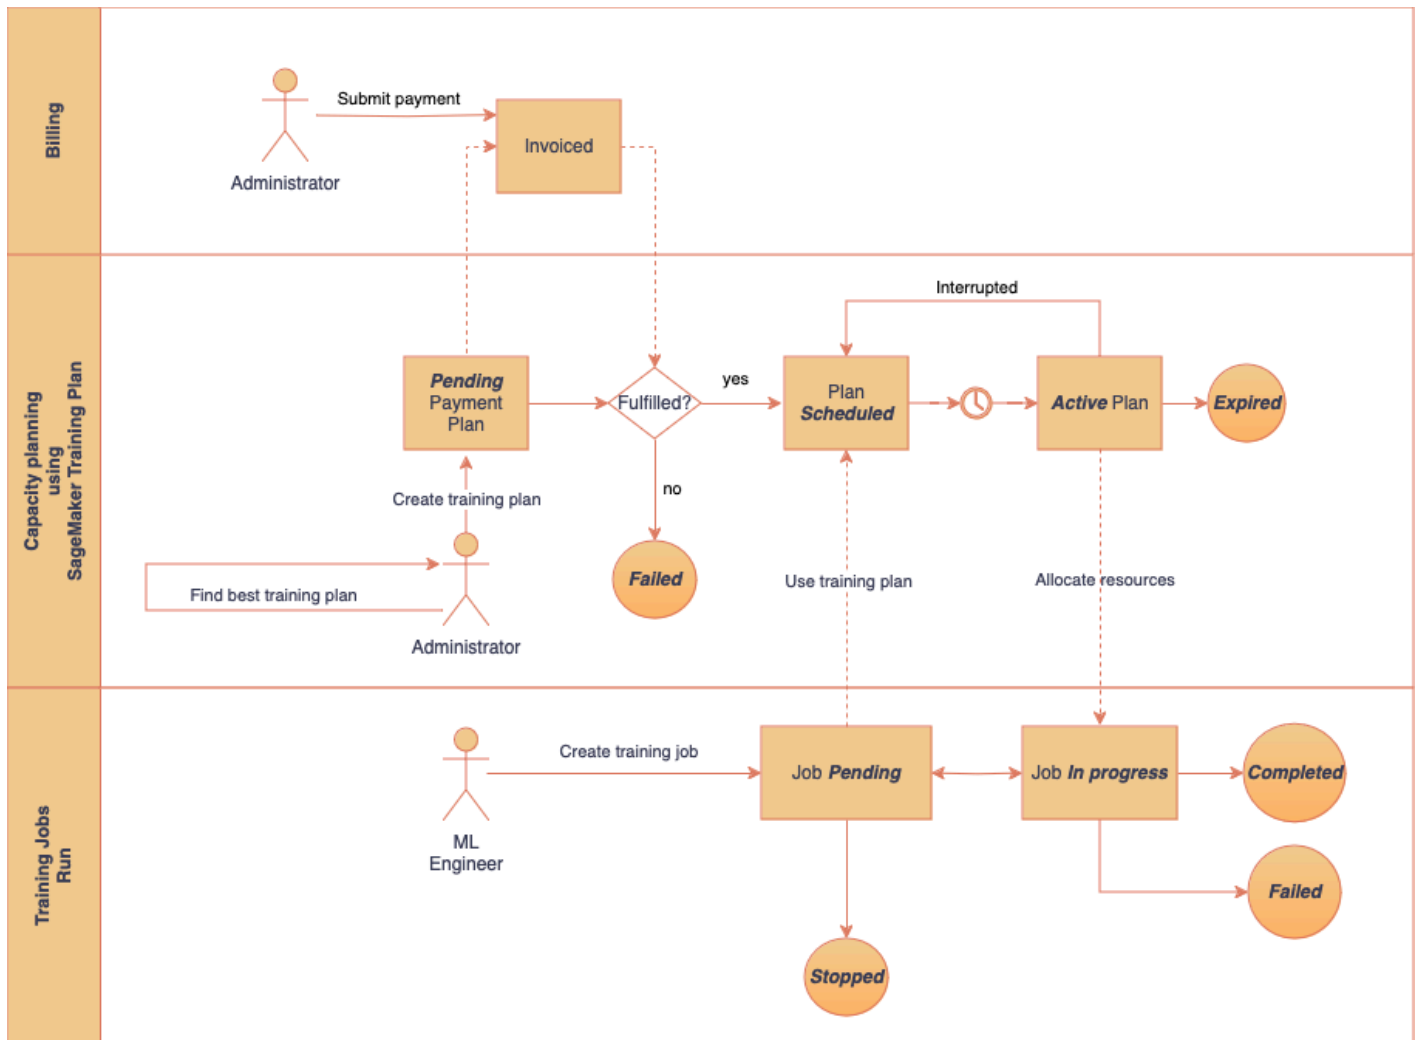 Billing
Submit payment
Administrator
Invoiced
Capacity planning
using
SageMaker Training Plan
Interrupted
Pending
Payment
Plan
Fulfilled?
yes
no
Plan
Scheduled
Active Plan
Expired
Create training plan
Find best training plan
Administrator
Failed
Use training plan
Allocate resources
Training Jobs
Run
ML
Engineer
Create training job
Job Pending
Job In progress
Completed
Failed
Stopped